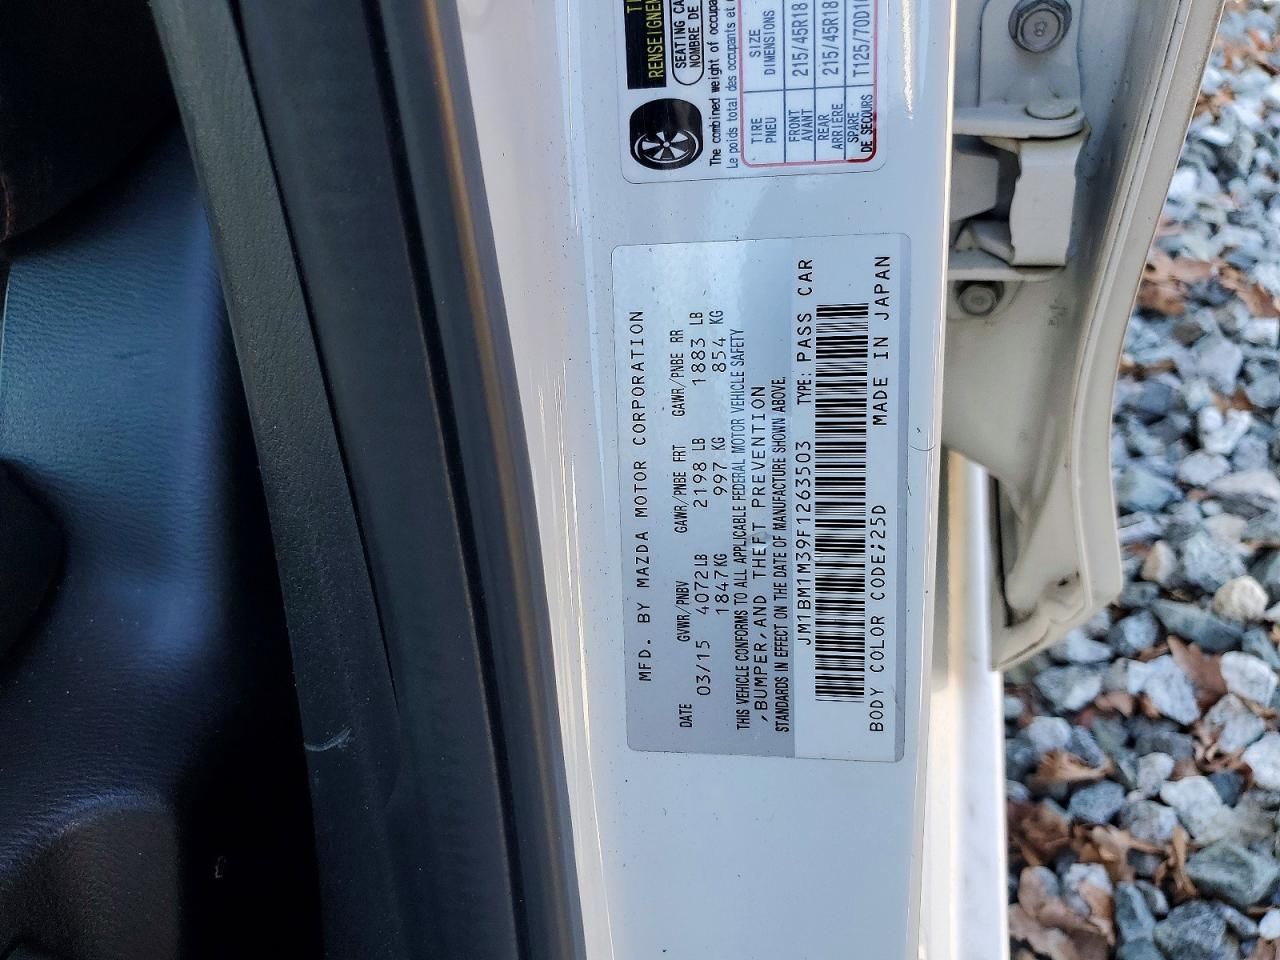 RENSEIGNEM
SEATING CA
NOMBRE DE
The combined weight of occupa
Le poids total des occupants et
TIRE SIZE
PNEU DIMENSIONS
FRONT 215/45R18
AVANT
REAR 215/45R18
ARRIERE
SPARE T125/70D16
DE SECOURS
MFD. BY MAZDA MOTOR CORPORATION
DATE GVWR/PNBV GAWR/PNBE FRT GAWR/PNBE RR
03/15 4072LB 2198 LB 1883 LB
1847KG 997 KG 854 KG
THIS VEHICLE CONFORMS TO ALL APPLICABLE FEDERAL MOTOR VEHICLE SAFETY
,BUMPER,AND THEFT PREVENTION
STANDARDS IN EFFECT ON THE DATE OF MANUFACTURE SHOWN ABOVE.
JM1BM1M39F1263503 TYPE: PASS CAR
BODY COLOR CODE;25D MADE IN JAPAN